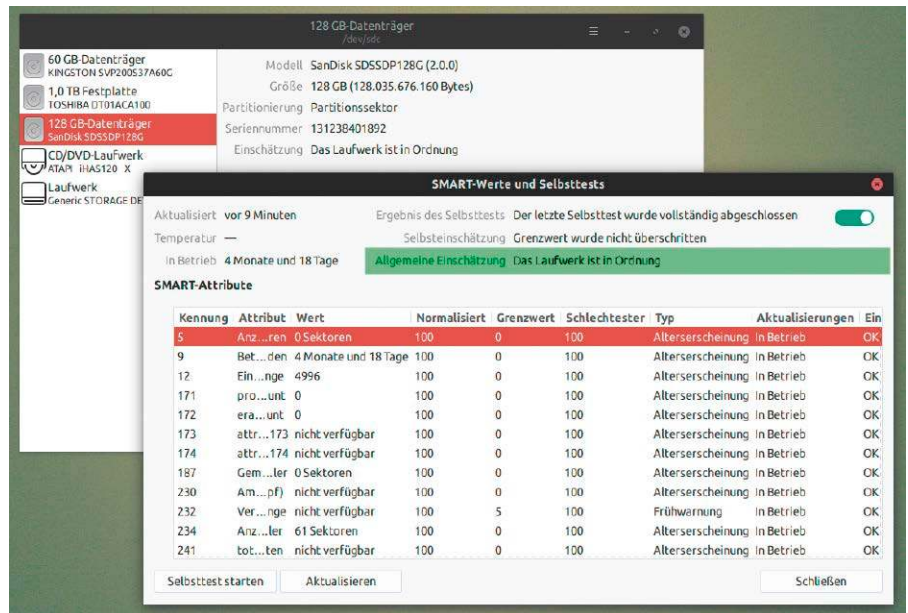 128 GB-Datenträger
/dev/sdc
60 GB-Datenträger
KINGSTON SVP200S37A60G
1,0 TB Festplatte
TOSHIBA DT01ACA100
128 GB-Datenträger
SanDisk SDSSDP128G
CD/DVD-Laufwerk
ATAPI iHAS120 X
Laufwerk
Generic STORAGE DE
Modell SanDisk SDSSDP128G (2.0.0)
Größe 128 GB (128.035.676.160 Bytes)
Partitionierung Partitionssektor
Seriennummer 131238401892
Einschätzung Das Laufwerk ist in Ordnung
SMART-Werte und Selbsttests
Aktualisiert vor 9 Minuten Ergebnis des Selbsttests Der letzte Selbsttest wurde vollständig abgeschlossen
Temperatur — Selbsteinschätzung Grenzwert wurde nicht überschritten
In Betrieb 4 Monate und 18 Tage Allgemeine Einschätzung Das Laufwerk ist in Ordnung
SMART-Attribute
Kennung Attribut Wert Normalisiert Grenzwert Schlechtester Typ Aktualisierungen Ein
5 Anz...ren 0 Sektoren 100 0 100 Alterserscheinung In Betrieb OK
9 Bet...den 4 Monate und 18 Tage 100 0 100 Alterserscheinung In Betrieb OK
12 Ein...nge 4996 100 0 100 Alterserscheinung In Betrieb OK
171 pro...unt 0 100 0 100 Alterserscheinung In Betrieb OK
172 era...unt 0 100 0 100 Alterserscheinung In Betrieb OK
173 attr...173 nicht verfügbar 100 0 100 Alterserscheinung In Betrieb OK
174 attr...174 nicht verfügbar 100 0 100 Alterserscheinung In Betrieb OK
187 Gem...ler 0 Sektoren 100 0 100 Alterserscheinung In Betrieb OK
230 Am...pf) nicht verfügbar 100 0 100 Alterserscheinung In Betrieb OK
232 Ver...nge nicht verfügbar 100 5 100 Frühwarnung In Betrieb OK
234 Anz...ler 61 Sektoren 100 0 100 Alterserscheinung In Betrieb OK
241 tot...ten nicht verfügbar 100 0 100 Alterserscheinung In Betrieb OK
Selbsttest starten Aktualisieren Schließen